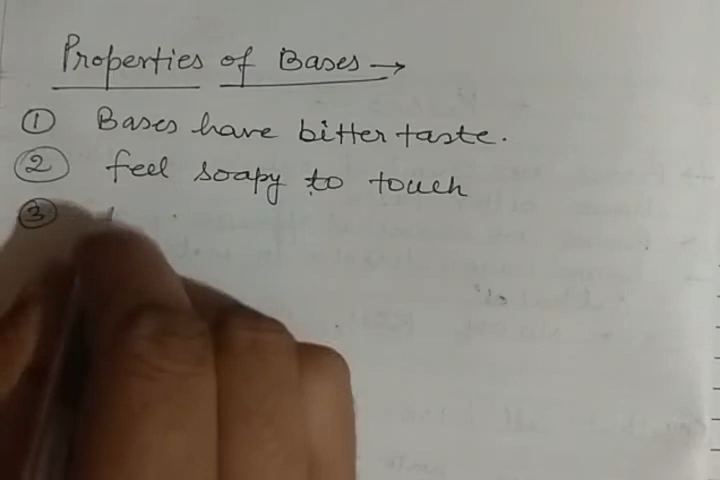 Properties of Bases →
① Bases have bitter taste.
② feel soapy to touch
③